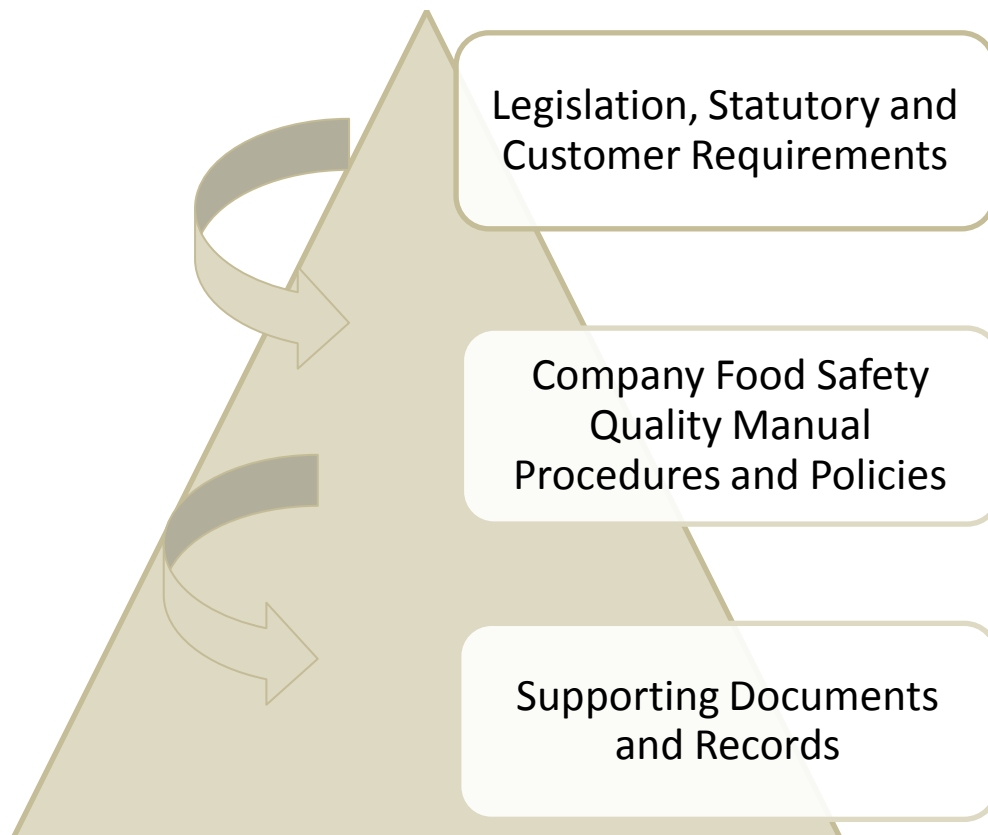 Legislation, Statutory and
Customer Requirements
Company Food Safety
Quality Manual
Procedures and Policies
Supporting Documents
and Records